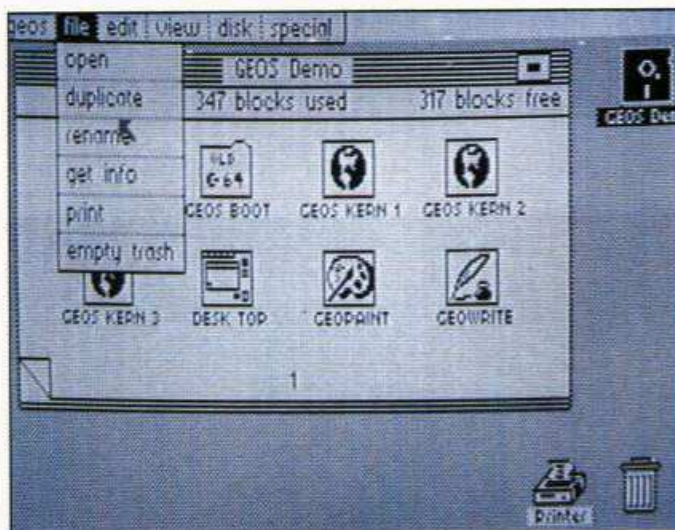 geos file edit view disk special
open
GEOS Demo
duplicate
347 blocks used 317 blocks free
rename
get info
print
empty trash
OLD
C-64
GEOS BOOT GEOS KERN 1 GEOS KERN 2
GEOS KERN 3 DESK TOP GEOPAINT GEOWRITE
1
Printer